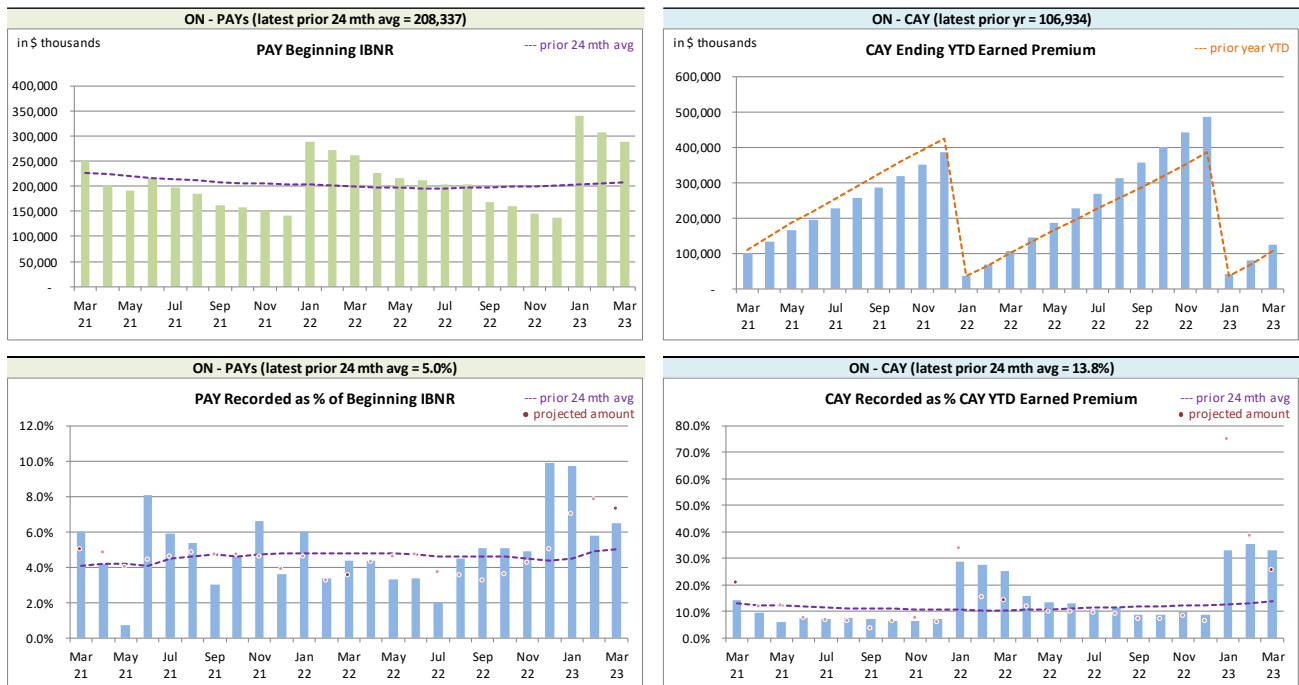 ON - PAYs (latest prior 24 mth avg = 208,337)
in $ thousands
PAY Beginning IBNR
--- prior 24 mth avg
400,000
350,000
300,000
250,000
200,000
150,000
100,000
50,000
-
Mar May Jul Sep Nov Jan Mar May Jul Sep Nov Jan Mar
21 21 21 21 21 22 22 22 22 22 22 23 23
ON - CAY (latest prior yr = 106,934)
in $ thousands
CAY Ending YTD Earned Premium
--- prior year YTD
600,000
500,000
400,000
300,000
200,000
100,000
-
Mar May Jul Sep Nov Jan Mar May Jul Sep Nov Jan Mar
21 21 21 21 21 22 22 22 22 22 22 23 23
ON - PAYs (latest prior 24 mth avg = 5.0%)
PAY Recorded as % of Beginning IBNR
--- prior 24 mth avg
• projected amount
12.0%
10.0%
8.0%
6.0%
4.0%
2.0%
0.0%
Mar May Jul Sep Nov Jan Mar May Jul Sep Nov Jan Mar
21 21 21 21 21 22 22 22 22 22 22 23 23
ON - CAY (latest prior 24 mth avg = 13.8%)
CAY Recorded as % CAY YTD Earned Premium
--- prior 24 mth avg
• projected amount
80.0%
70.0%
60.0%
50.0%
40.0%
30.0%
20.0%
10.0%
0.0%
Mar May Jul Sep Nov Jan Mar May Jul Sep Nov Jan Mar
21 21 21 21 21 22 22 22 22 22 22 23 23